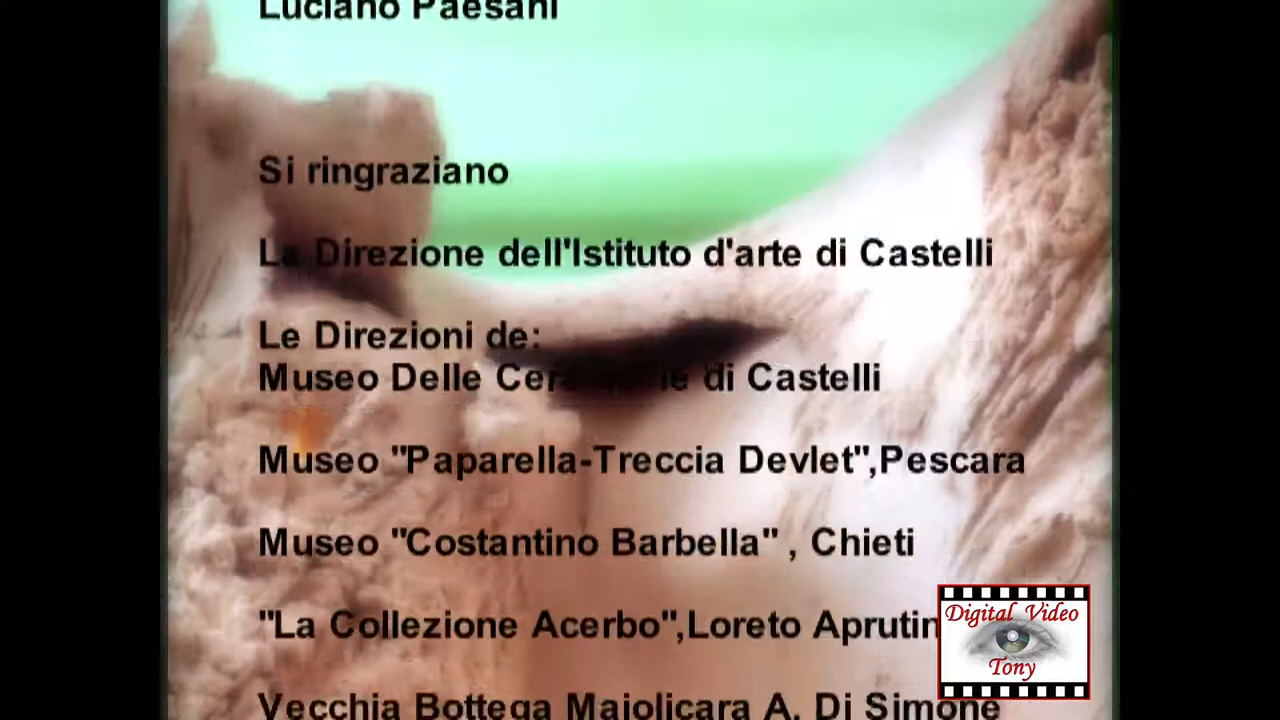 Luciano Paesani
Si ringraziano
La Direzione dell'Istituto d'arte di Castelli
Le Direzioni de:
Museo Delle Ceramiche di Castelli
Museo "Paparella-Treccia Devlet",Pescara
Museo "Costantino Barbella" , Chieti
"La Collezione Acerbo",Loreto Aprutin
Vecchia Bottega Maiolicara A. Di Simone
Digital Video
Tony